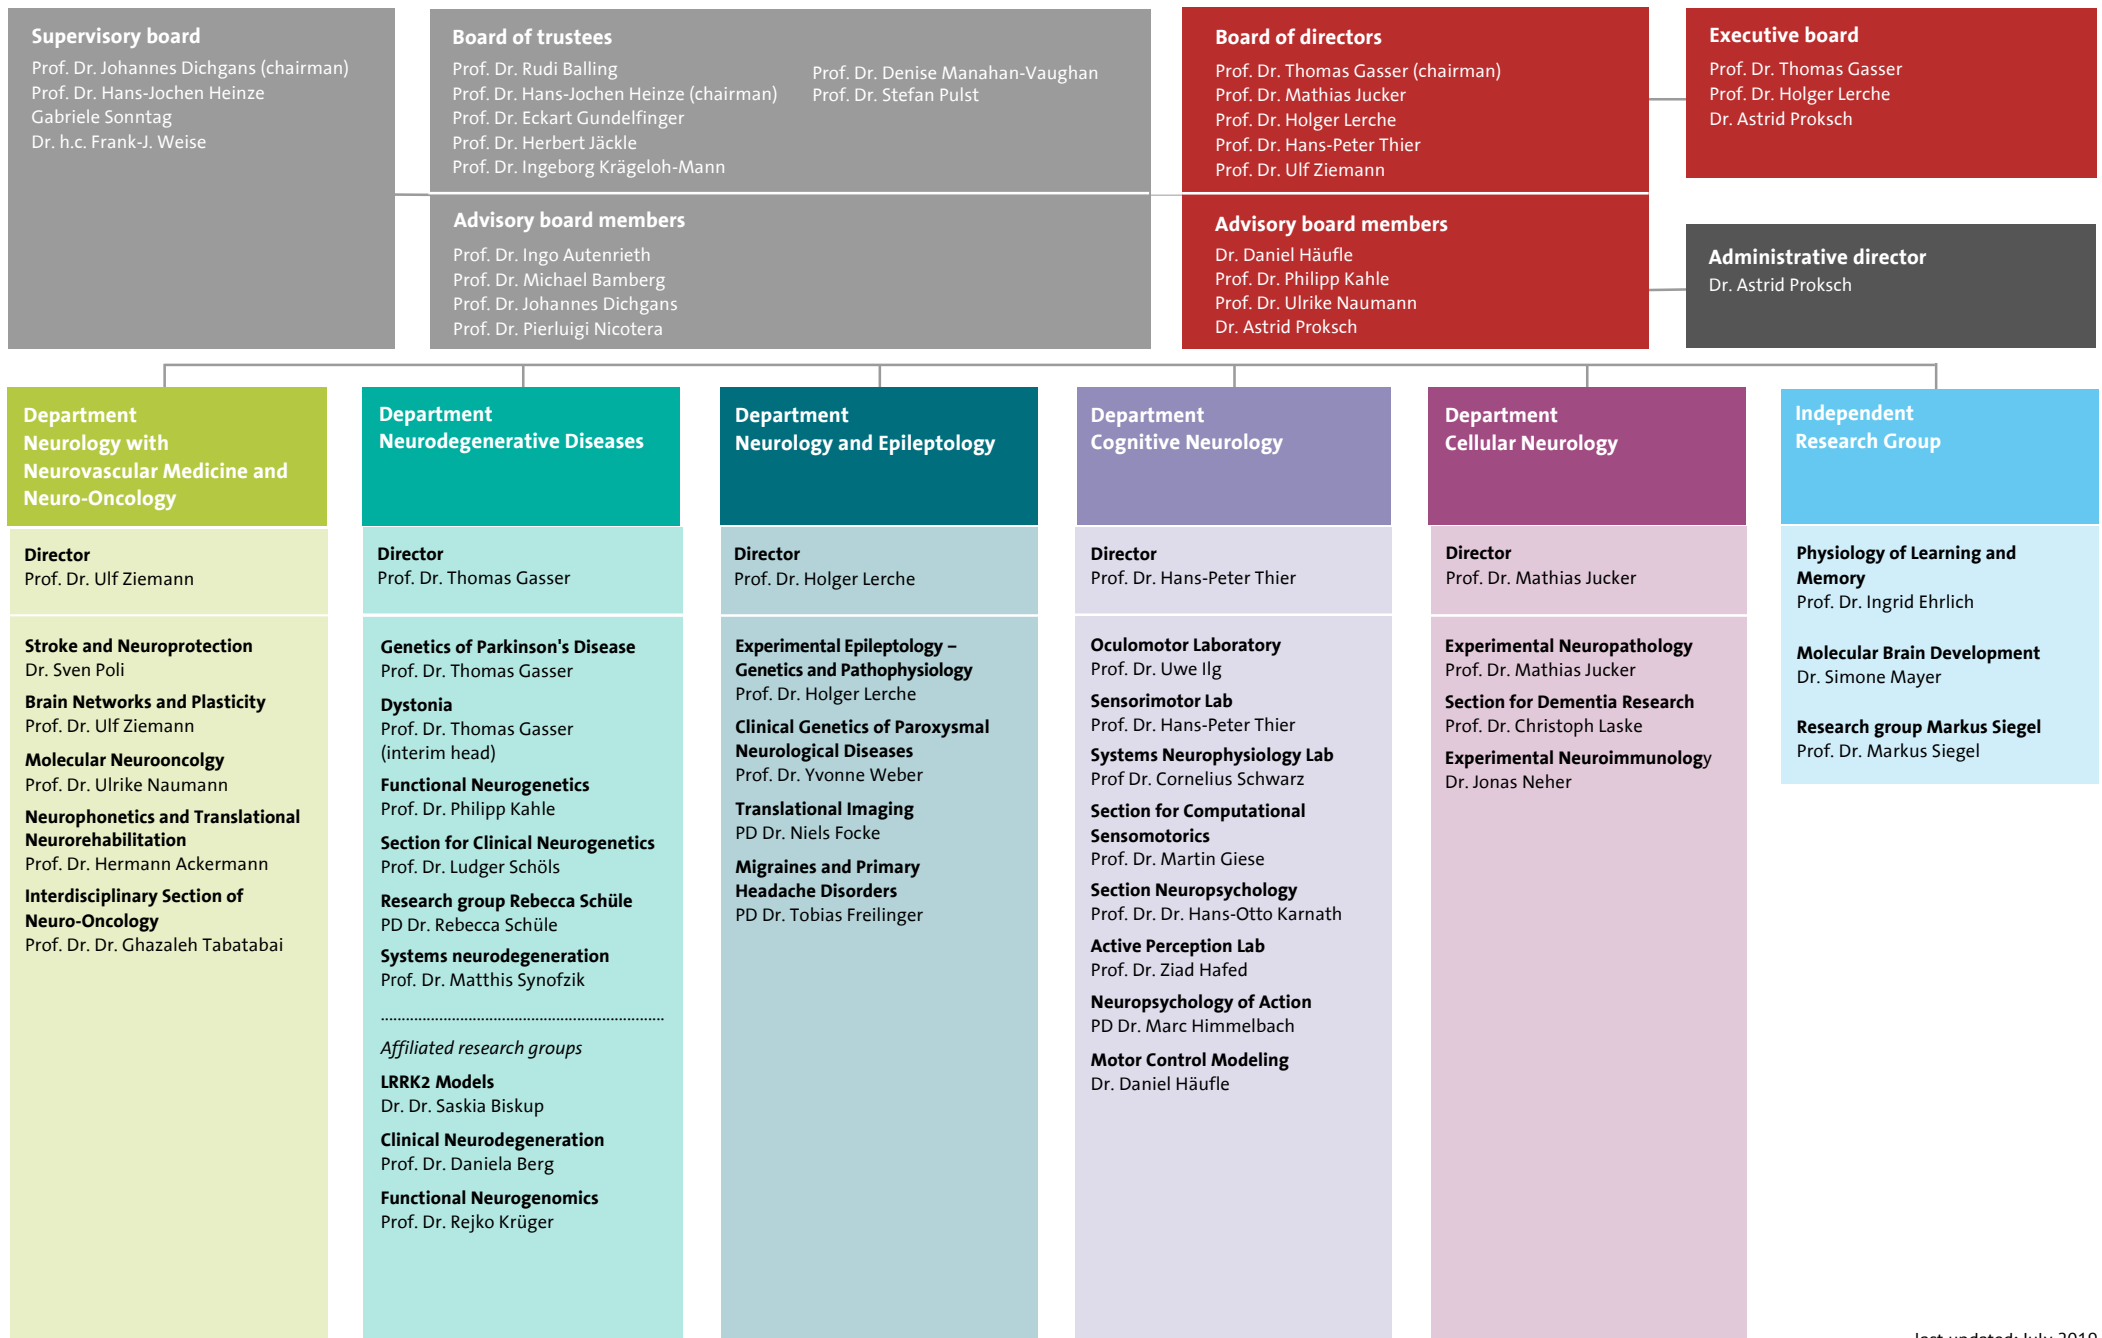 Supervisory board
Prof. Dr. Johannes Dichgans (chairman)
Prof. Dr. Hans-Jochen Heinze
Gabriele Sonntag
Dr. h.c. Frank-J. Weise
Board of trustees
Prof. Dr. Rudi Balling
Prof. Dr. Hans-Jochen Heinze (chairman)
Prof. Dr. Eckart Gundelfinger
Prof. Dr. Herbert Jäckle
Prof. Dr. Ingeborg Krägeloh-Mann
Prof. Dr. Denise Manahan-Vaughan
Prof. Dr. Stefan Pulst
Advisory board members
Prof. Dr. Ingo Autenrieth
Prof. Dr. Michael Bamberg
Prof. Dr. Johannes Dichgans
Prof. Dr. Pierluigi Nicotera
Board of directors
Prof. Dr. Thomas Gasser (chairman)
Prof. Dr. Mathias Jucker
Prof. Dr. Holger Lerche
Prof. Dr. Hans-Peter Thier
Prof. Dr. Ulf Ziemann
Advisory board members
Dr. Daniel Häufle
Prof. Dr. Philipp Kahle
Prof. Dr. Ulrike Naumann
Dr. Astrid Proksch
Executive board
Prof. Dr. Thomas Gasser
Prof. Dr. Holger Lerche
Dr. Astrid Proksch
Administrative director
Dr. Astrid Proksch
Department
Neurology with
Neurovascular Medicine and
Neuro-Oncology
Director
Prof. Dr. Ulf Ziemann
Stroke and Neuroprotection
Dr. Sven Poli
Brain Networks and Plasticity
Prof. Dr. Ulf Ziemann
Molecular Neurooncolgy
Prof. Dr. Ulrike Naumann
Neurophonetics and Translational
Neurorehabilitation
Prof. Dr. Hermann Ackermann
Interdisciplinary Section of
Neuro-Oncology
Prof. Dr. Dr. Ghazaleh Tabatabai
Department
Neurodegenerative Diseases
Director
Prof. Dr. Thomas Gasser
Genetics of Parkinson's Disease
Prof. Dr. Thomas Gasser
Dystonia
Prof. Dr. Thomas Gasser
(interim head)
Functional Neurogenetics
Prof. Dr. Philipp Kahle
Section for Clinical Neurogenetics
Prof. Dr. Ludger Schöls
Research group Rebecca Schüle
PD Dr. Rebecca Schüle
Systems neurodegeneration
Prof. Dr. Matthis Synofzik
Affiliated research groups
LRRK2 Models
Dr. Dr. Saskia Biskup
Clinical Neurodegeneration
Prof. Dr. Daniela Berg
Functional Neurogenomics
Prof. Dr. Rejko Krüger
Department
Neurology and Epileptology
Director
Prof. Dr. Holger Lerche
Experimental Epileptology –
Genetics and Pathophysiology
Prof. Dr. Holger Lerche
Clinical Genetics of Paroxysmal
Neurological Diseases
Prof. Dr. Yvonne Weber
Translational Imaging
PD Dr. Niels Focke
Migraines and Primary
Headache Disorders
PD Dr. Tobias Freilinger
Department
Cognitive Neurology
Director
Prof. Dr. Hans-Peter Thier
Oculomotor Laboratory
Prof. Dr. Uwe Ilg
Sensorimotor Lab
Prof. Dr. Hans-Peter Thier
Systems Neurophysiology Lab
Prof Dr. Cornelius Schwarz
Section for Computational
Sensomotorics
Prof. Dr. Martin Giese
Section Neuropsychology
Prof. Dr. Dr. Hans-Otto Karnath
Active Perception Lab
Prof. Dr. Ziad Hafed
Neuropsychology of Action
PD Dr. Marc Himmelbach
Motor Control Modeling
Dr. Daniel Häufle
Department
Cellular Neurology
Director
Prof. Dr. Mathias Jucker
Experimental Neuropathology
Prof. Dr. Mathias Jucker
Section for Dementia Research
Prof. Dr. Christoph Laske
Experimental Neuroimmunology
Dr. Jonas Neher
Independent
Research Group
Physiology of Learning and
Memory
Prof. Dr. Ingrid Ehrlich
Molecular Brain Development
Dr. Simone Mayer
Research group Markus Siegel
Prof. Dr. Markus Siegel
last updated: July 2019